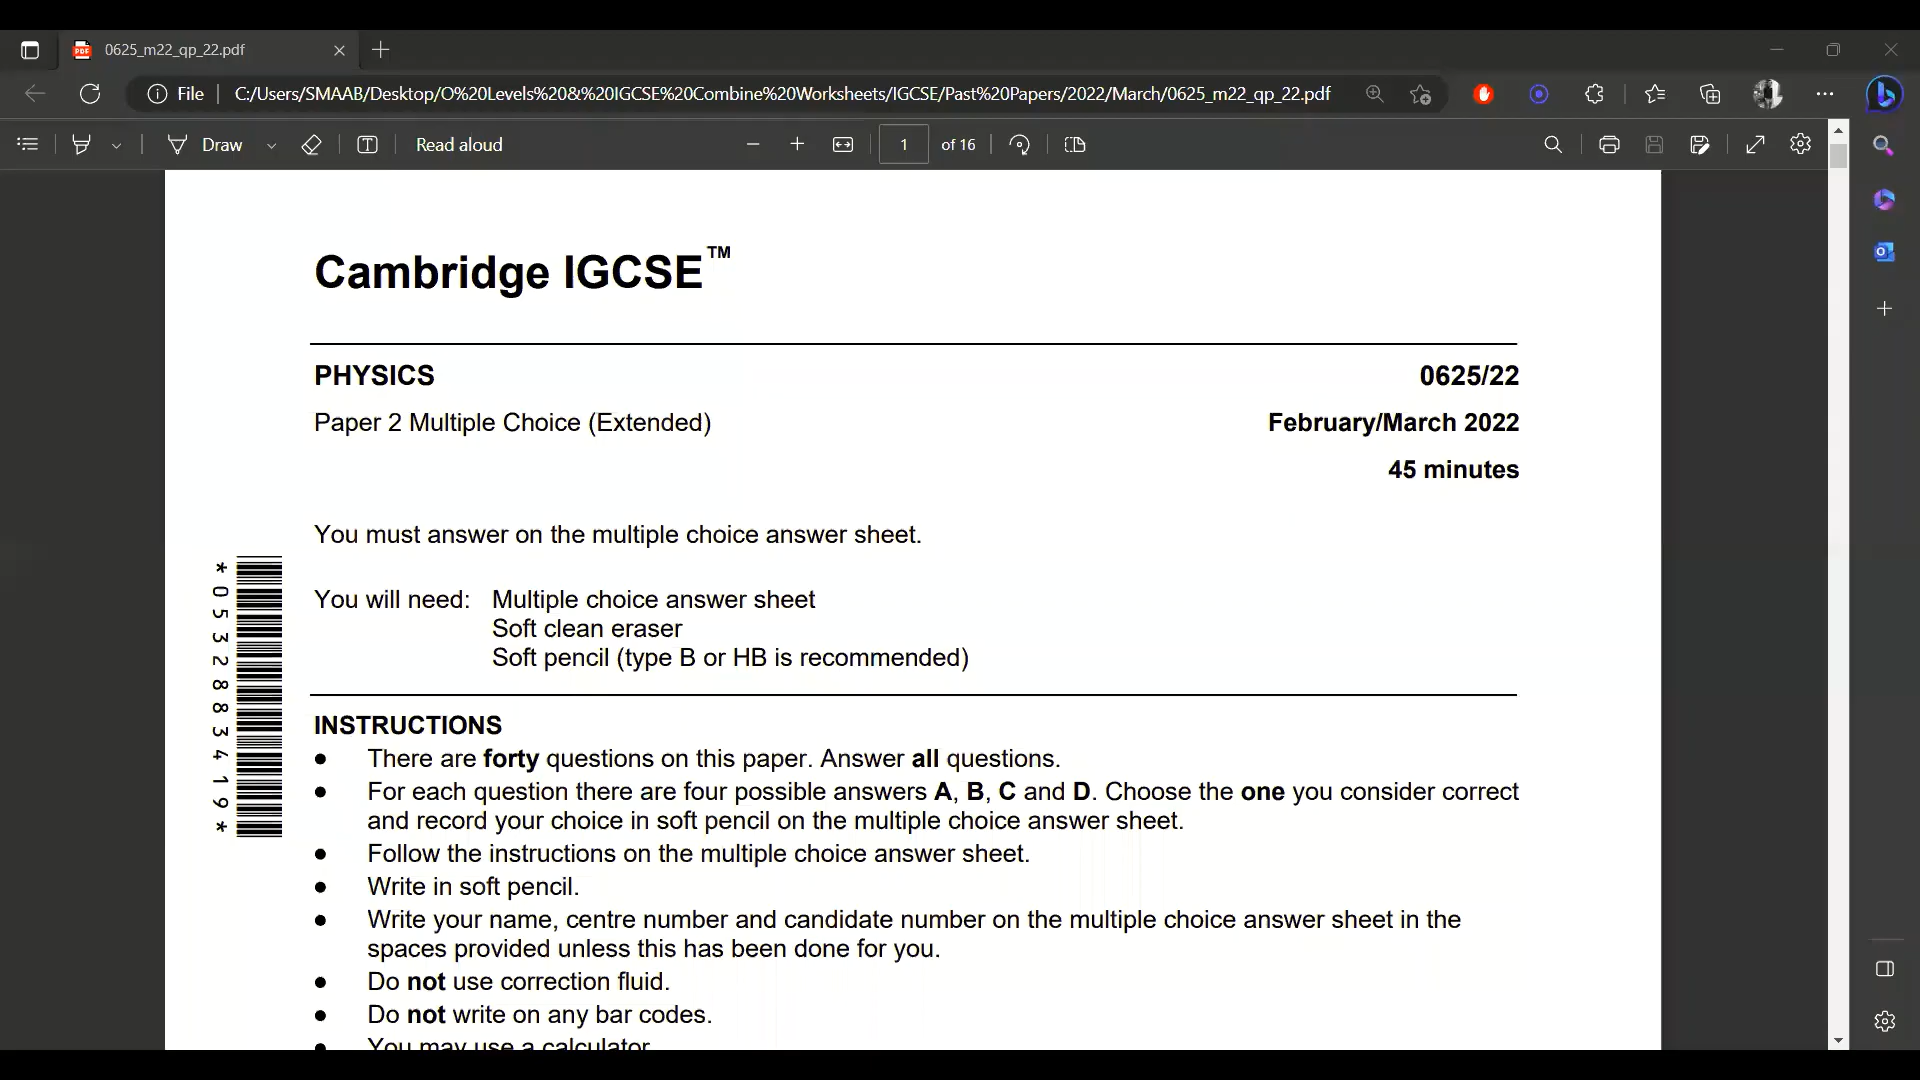 0625_m22_qp_22.pdf
File
C:/Users/SMAAB/Desktop/O%20Levels%20&%20IGCSE%20Combine%20Worksheets/IGCSE/Past%20Papers/2022/March/0625_m22_qp_22.pdf
Draw
Read aloud
1 of 16
Cambridge IGCSE™
PHYSICS 0625/22
Paper 2 Multiple Choice (Extended) February/March 2022
45 minutes
You must answer on the multiple choice answer sheet.
You will need: Multiple choice answer sheet
Soft clean eraser
Soft pencil (type B or HB is recommended)
*0532883419*
INSTRUCTIONS
● There are forty questions on this paper. Answer all questions.
● For each question there are four possible answers A, B, C and D. Choose the one you consider correct
and record your choice in soft pencil on the multiple choice answer sheet.
● Follow the instructions on the multiple choice answer sheet.
● Write in soft pencil.
● Write your name, centre number and candidate number on the multiple choice answer sheet in the
spaces provided unless this has been done for you.
● Do not use correction fluid.
● Do not write on any bar codes.
● You may use a calculator.